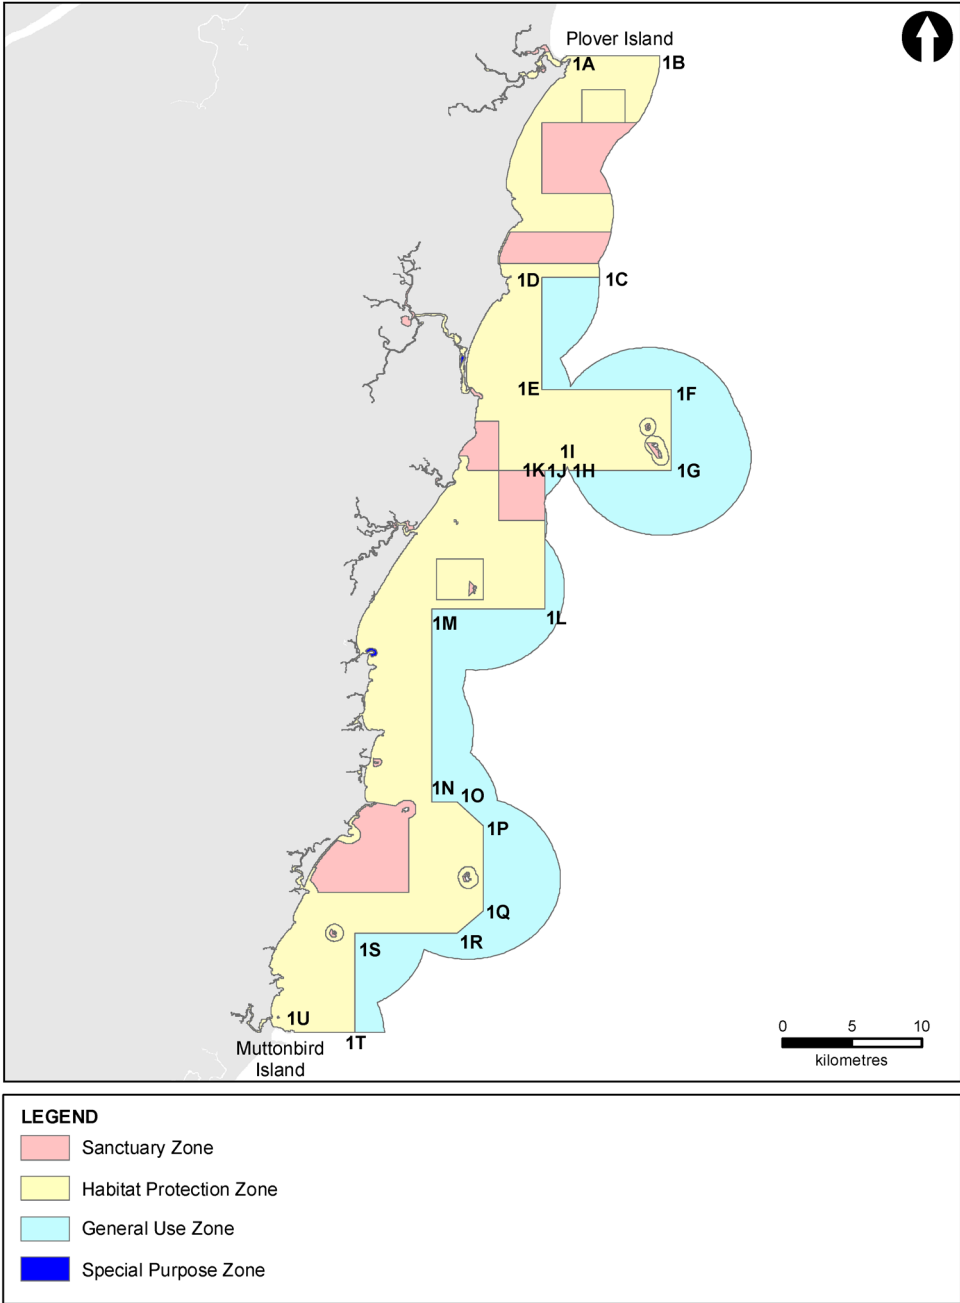 Plover Island
1A
1B
1D
1C
1E
1F
1I
1K
1J
1H
1G
1M
1L
1N
1O
1P
1Q
1R
1S
1U
1T
Muttonbird
Island
0 5 10
kilometres
LEGEND
Sanctuary Zone
Habitat Protection Zone
General Use Zone
Special Purpose Zone